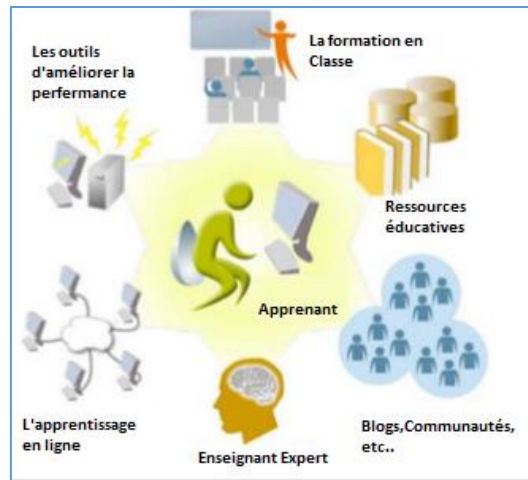 La formation en
Classe
Les outils
d'améliorer la
perfermance
Ressources
éducatives
Apprenant
L'apprentissage
en ligne
Enseignant Expert
Blogs,Communautés,
etc..